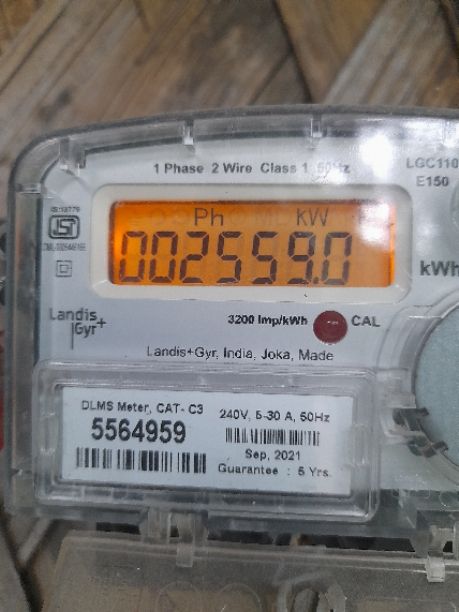 1 Phase 2 Wire Class 1, 50Hz
LGC110
E150
IS:13779
Ph kW
002559.0
kWh
Landis
Gyr+
3200 Imp/kWh
CAL
Landis+Gyr, India, Joka, Made
DLMS Meter, CAT- C3
5564959
240V, 5-30 A, 50Hz
Sep, 2021
Guarantee : 5 Yrs.